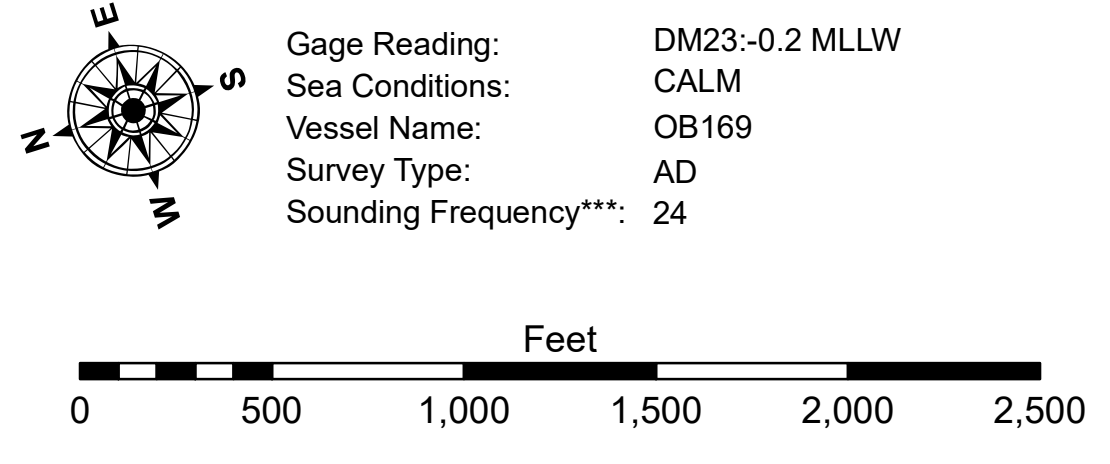 E
S
N
W
Gage Reading: DM23:-0.2 MLLW
Sea Conditions: CALM
Vessel Name: OB169
Survey Type: AD
Sounding Frequency***: 24
Feet
0 500 1,000 1,500 2,000 2,500